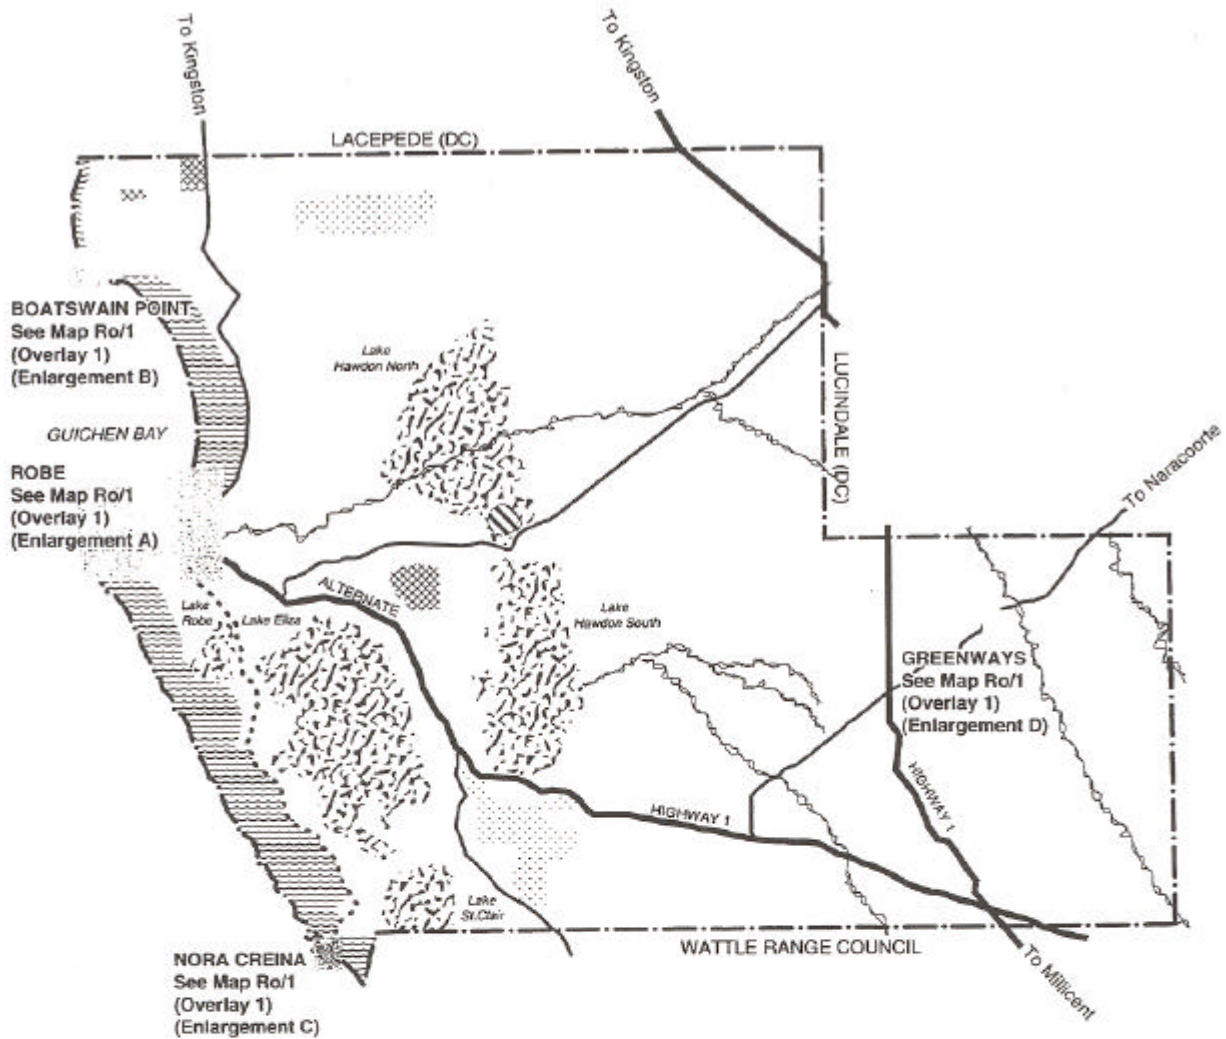 To Kingston
To Kingston
LACEPEDE (DC)
BOATSWAIN POINT
See Map Ro/1
(Overlay 1)
(Enlargement B)
Lake
Hawdon North
LUCINDALE (DC)
GUICHEN BAY
To Naracoorte
ROBE
See Map Ro/1
(Overlay 1)
(Enlargement A)
ALTERNATE
Lake
Robe
Lake Eliza
Lake
Hawdon South
GREENWAYS
See Map Ro/1
(Overlay 1)
(Enlargement D)
HIGHWAY 1
HIGHWAY 1
Lake
St.Clair
WATTLE RANGE COUNCIL
To Millicent
NORA CREINA
See Map Ro/1
(Overlay 1)
(Enlargement C)